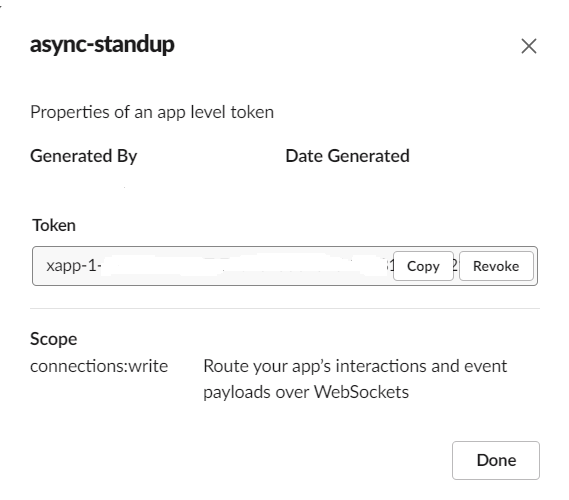 async-standup
Properties of an app level token
Generated By Date Generated
Token
xapp-1- Copy Revoke
Scope
connections:write Route your app's interactions and event
payloads over WebSockets
Done